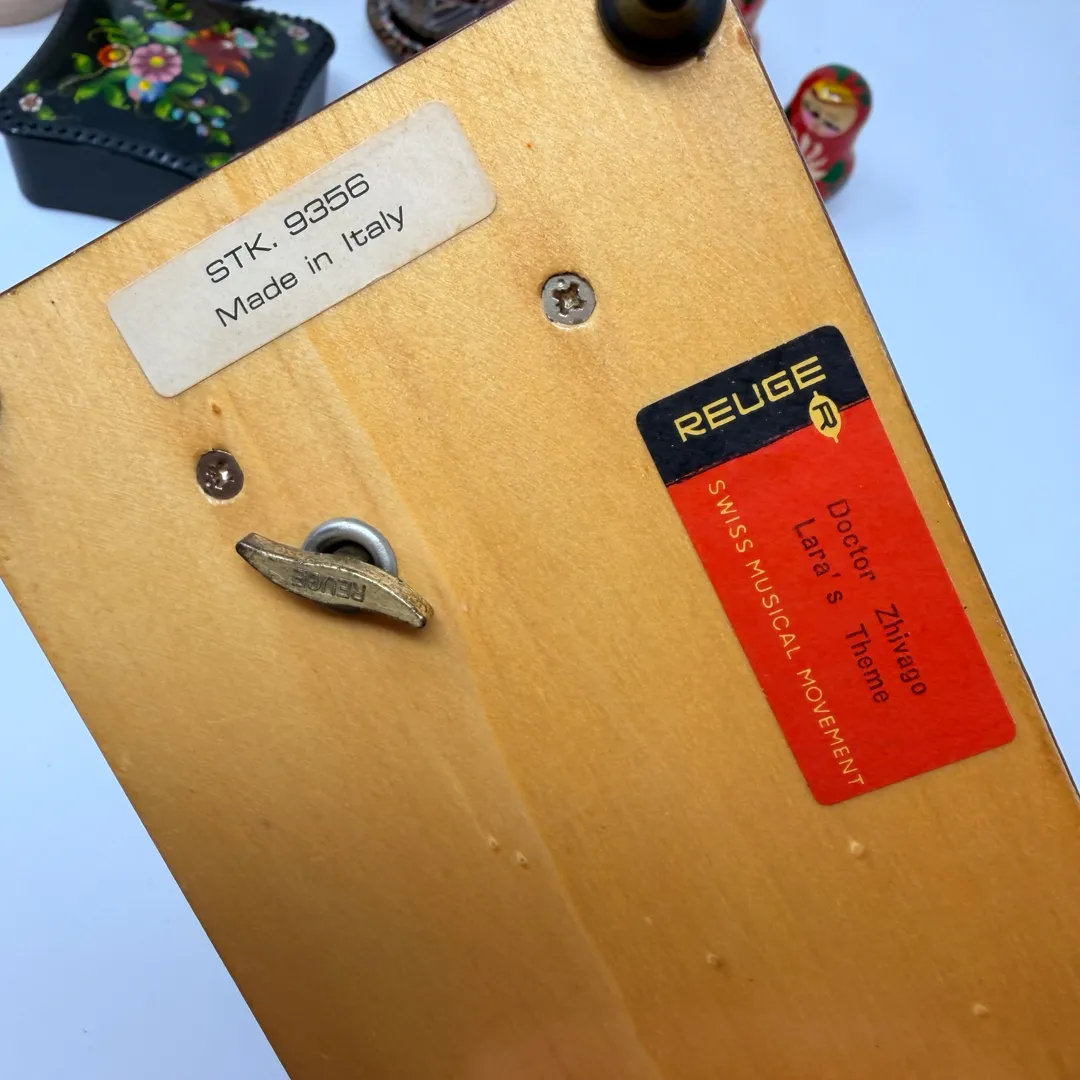 STK. 9356
Made in Italy
REUGE
R
SWISS MUSICAL MOVEMENT
Doctor Zhivago
Lara's Theme
REUGE